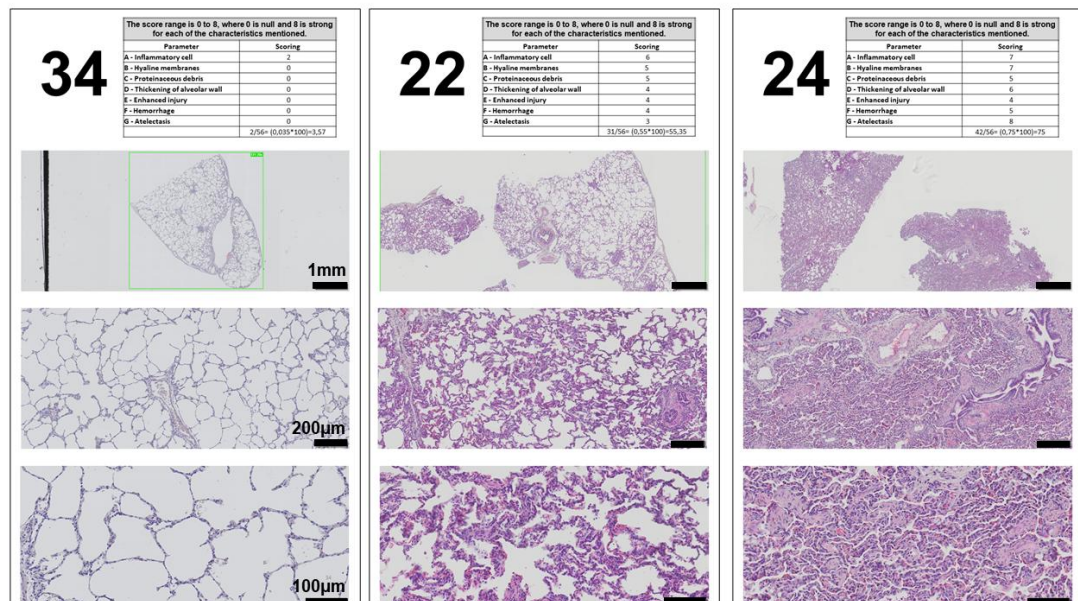 34
The score range is 0 to 8, where 0 is null and 8 is strong
for each of the characteristics mentioned.
Parameter Scoring
A - Inflammatory cell 2
B - Hyaline membranes 0
C - Proteinaceous debris 0
D - Thickening of alveolar wall 0
E - Enhanced injury 0
F - Hemorrhage 0
G - Atelectasis 0
2/56= (0,035*100)=3,57
1mm
200µm
100µm
22
The score range is 0 to 8, where 0 is null and 8 is strong
for each of the characteristics mentioned.
Parameter Scoring
A - Inflammatory cell 6
B - Hyaline membranes 5
C - Proteinaceous debris 5
D - Thickening of alveolar wall 4
E - Enhanced injury 4
F - Hemorrhage 4
G - Atelectasis 3
31/56= (0,55*100)=55,35
24
The score range is 0 to 8, where 0 is null and 8 is strong
for each of the characteristics mentioned.
Parameter Scoring
A - Inflammatory cell 7
B - Hyaline membranes 7
C - Proteinaceous debris 5
D - Thickening of alveolar wall 6
E - Enhanced injury 4
F - Hemorrhage 5
G - Atelectasis 8
42/56= (0,75*100)=75